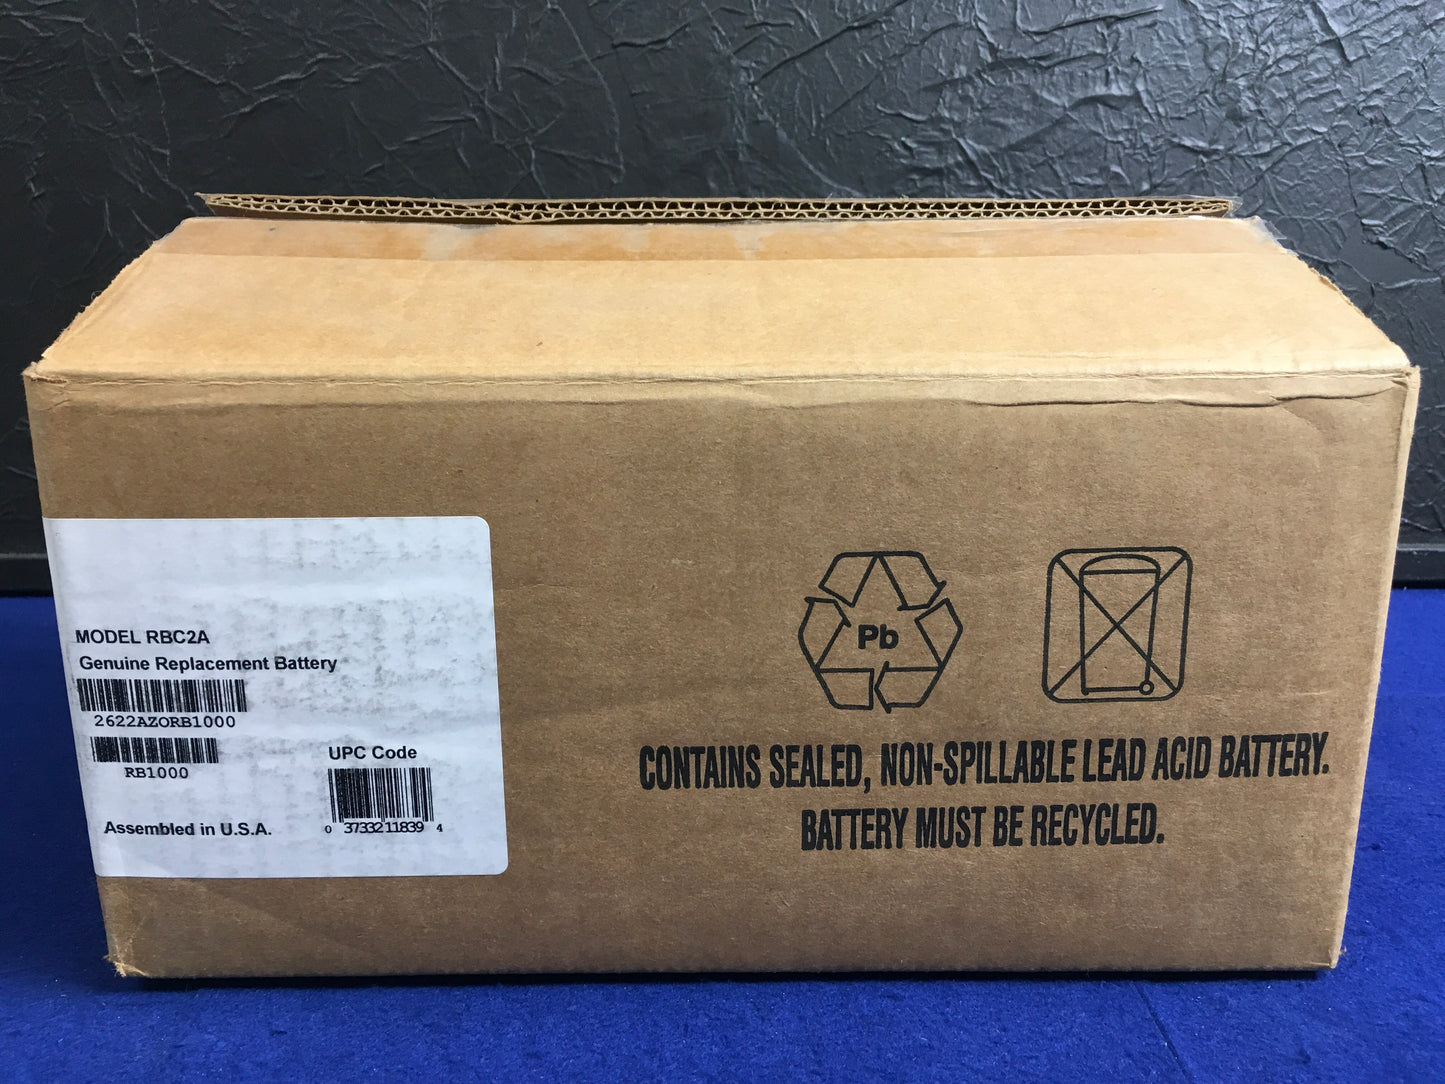 MODEL RBC2A
Genuine Replacement Battery
2622AZORB1000
RB1000
UPC Code
0 37332 11839 4
Assembled in U.S.A.
Pb
CONTAINS SEALED, NON-SPILLABLE LEAD ACID BATTERY.
BATTERY MUST BE RECYCLED.